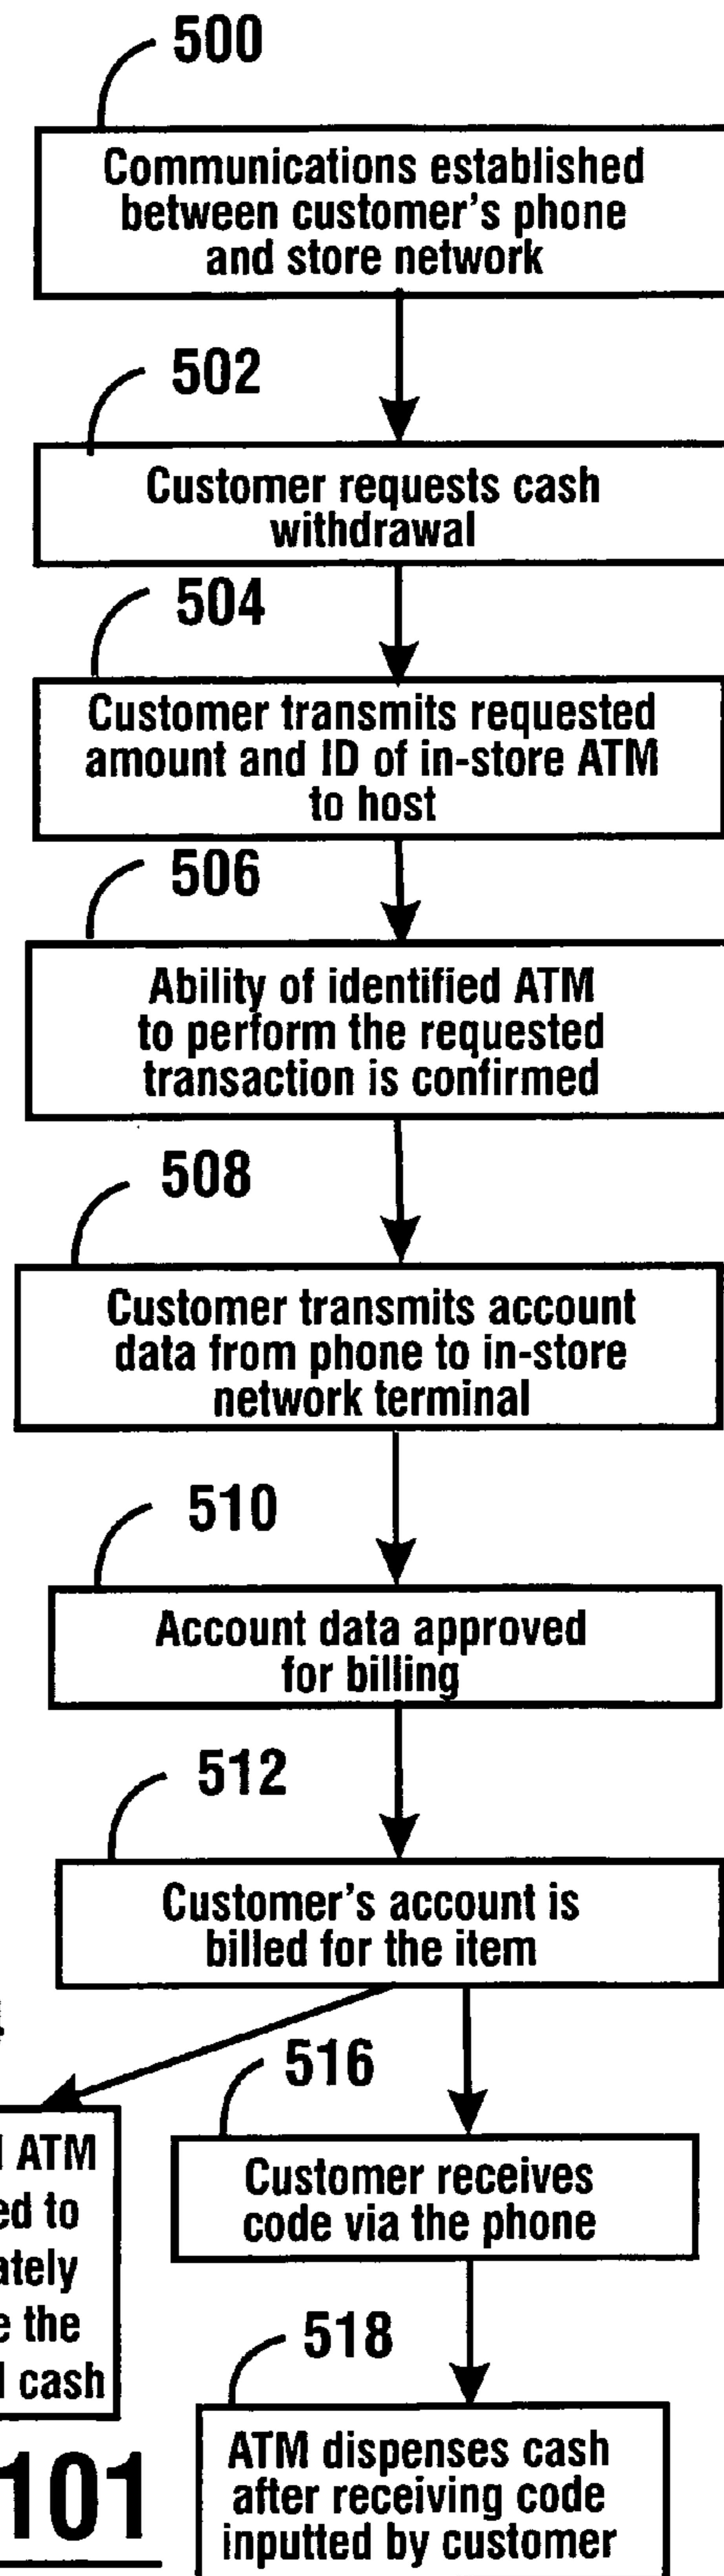 500
Communications established
between customer's phone
and store network
502
Customer requests cash
withdrawal
504
Customer transmits requested
amount and ID of in-store ATM
to host
506
Ability of identified ATM
to perform the requested
transaction is confirmed
508
Customer transmits account
data from phone to in-store
network terminal
510
Account data approved
for billing
512
Customer's account is
billed for the item
ATM
to
the
cash
516
Customer receives
code via the phone
518
ATM dispenses cash
after receiving code
inputted by customer
101